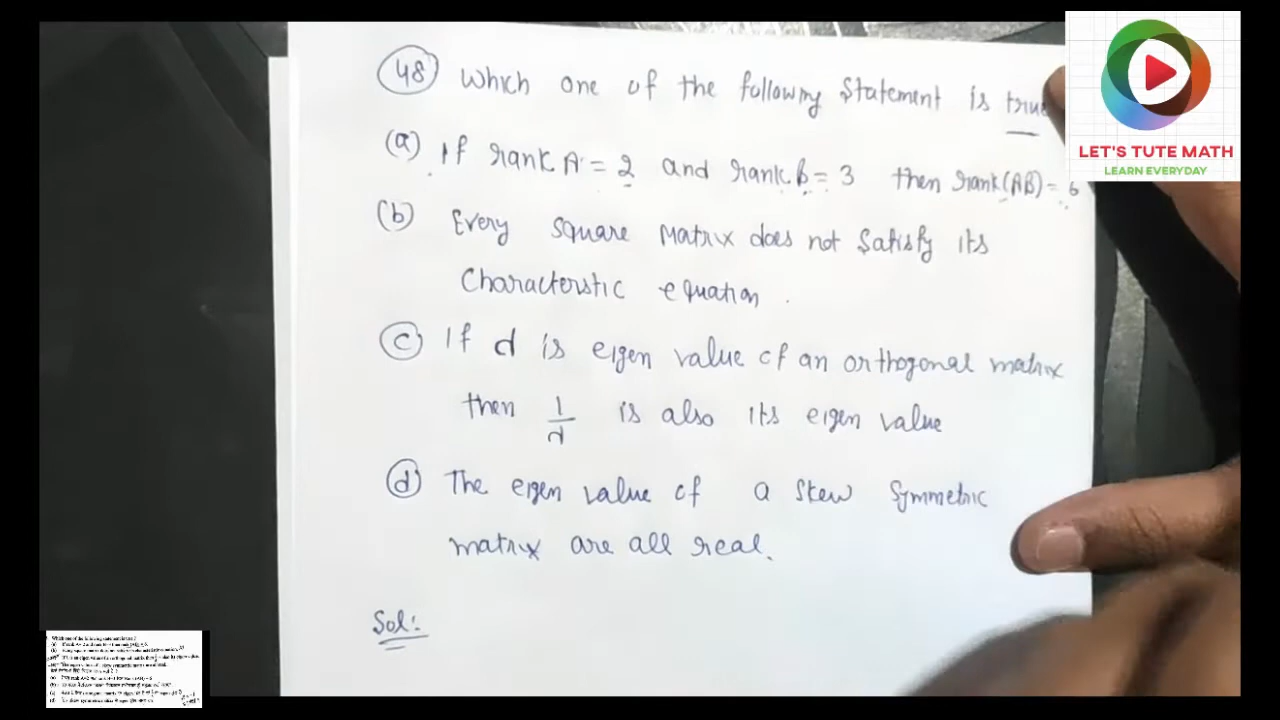 48 Which one of the following Statement is true
(a) If rank A = 2 and rank B = 3 then rank(AB) = 6
(b) Every square matrix does not satisfy its
Characterstic equation.
(c) If d is eigen value of an orthogonal matrix
then 1/d is also its eigen value
(d) The eigen value of a skew symmetric
matrix are all real.
Sol:
LET'S TUTE MATH
LEARN EVERYDAY